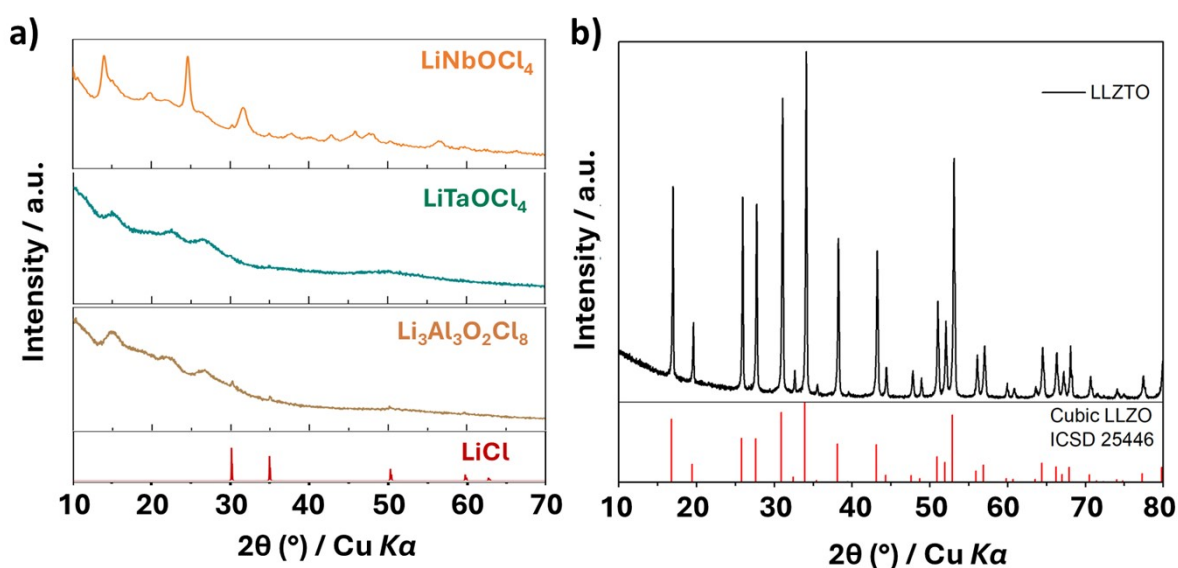 a)
LiNbOCl₄
LiTaOCl₄
Li₃Al₃O₂Cl₈
LiCl
Intensity / a.u.
10 20 30 40 50 60 70
2θ (°) / Cu Kα
b)
LLZTO
Cubic LLZO
ICSD 25446
Intensity / a.u.
10 20 30 40 50 60 70 80
2θ (°) / Cu Kα